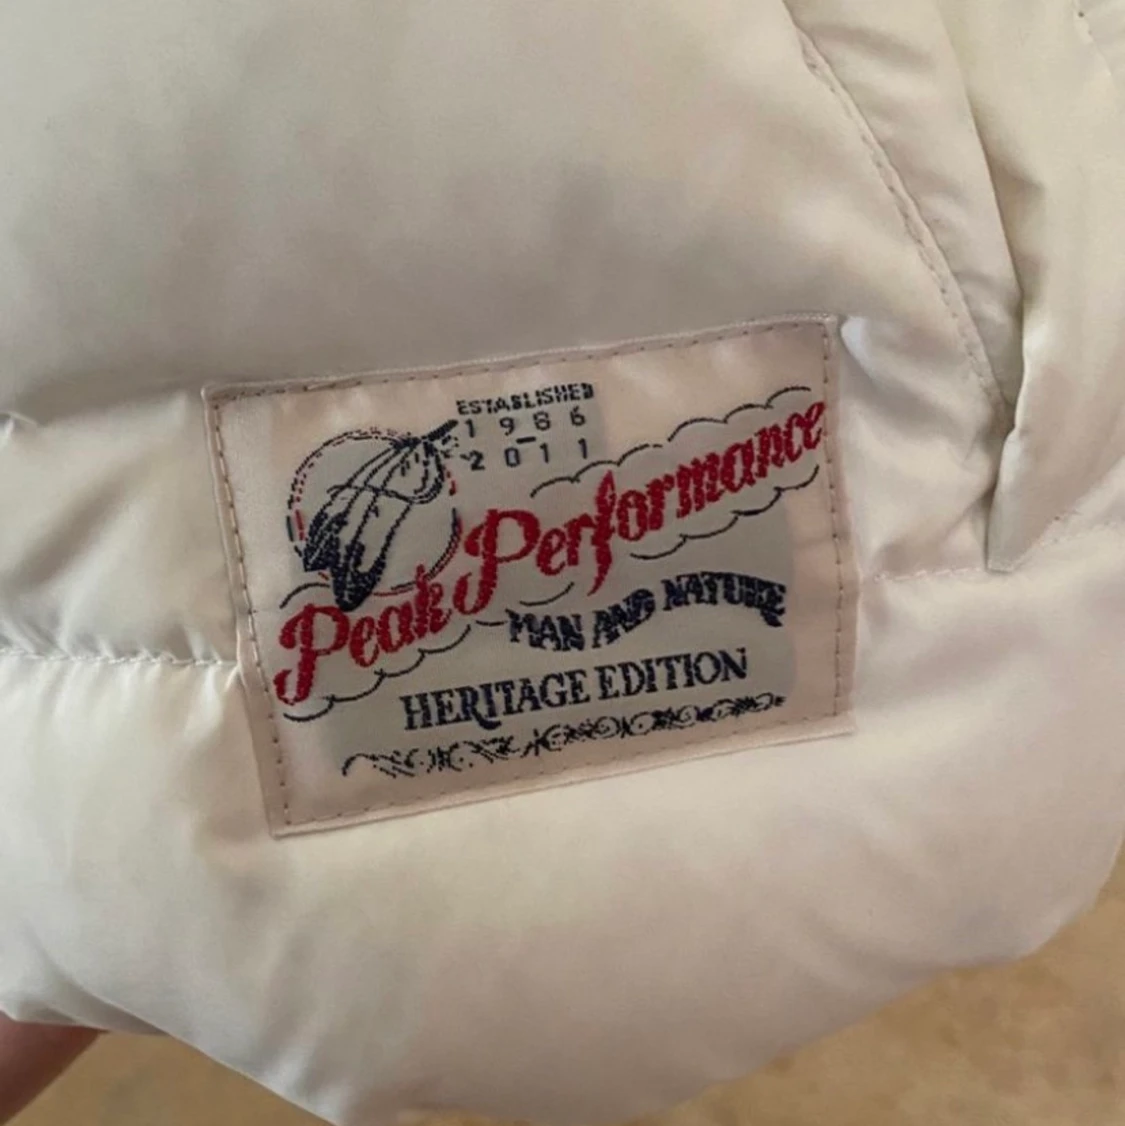 ESTABLISHED
1986
-
2011
Peak Performance
MAN AND NATURE
HERITAGE EDITION